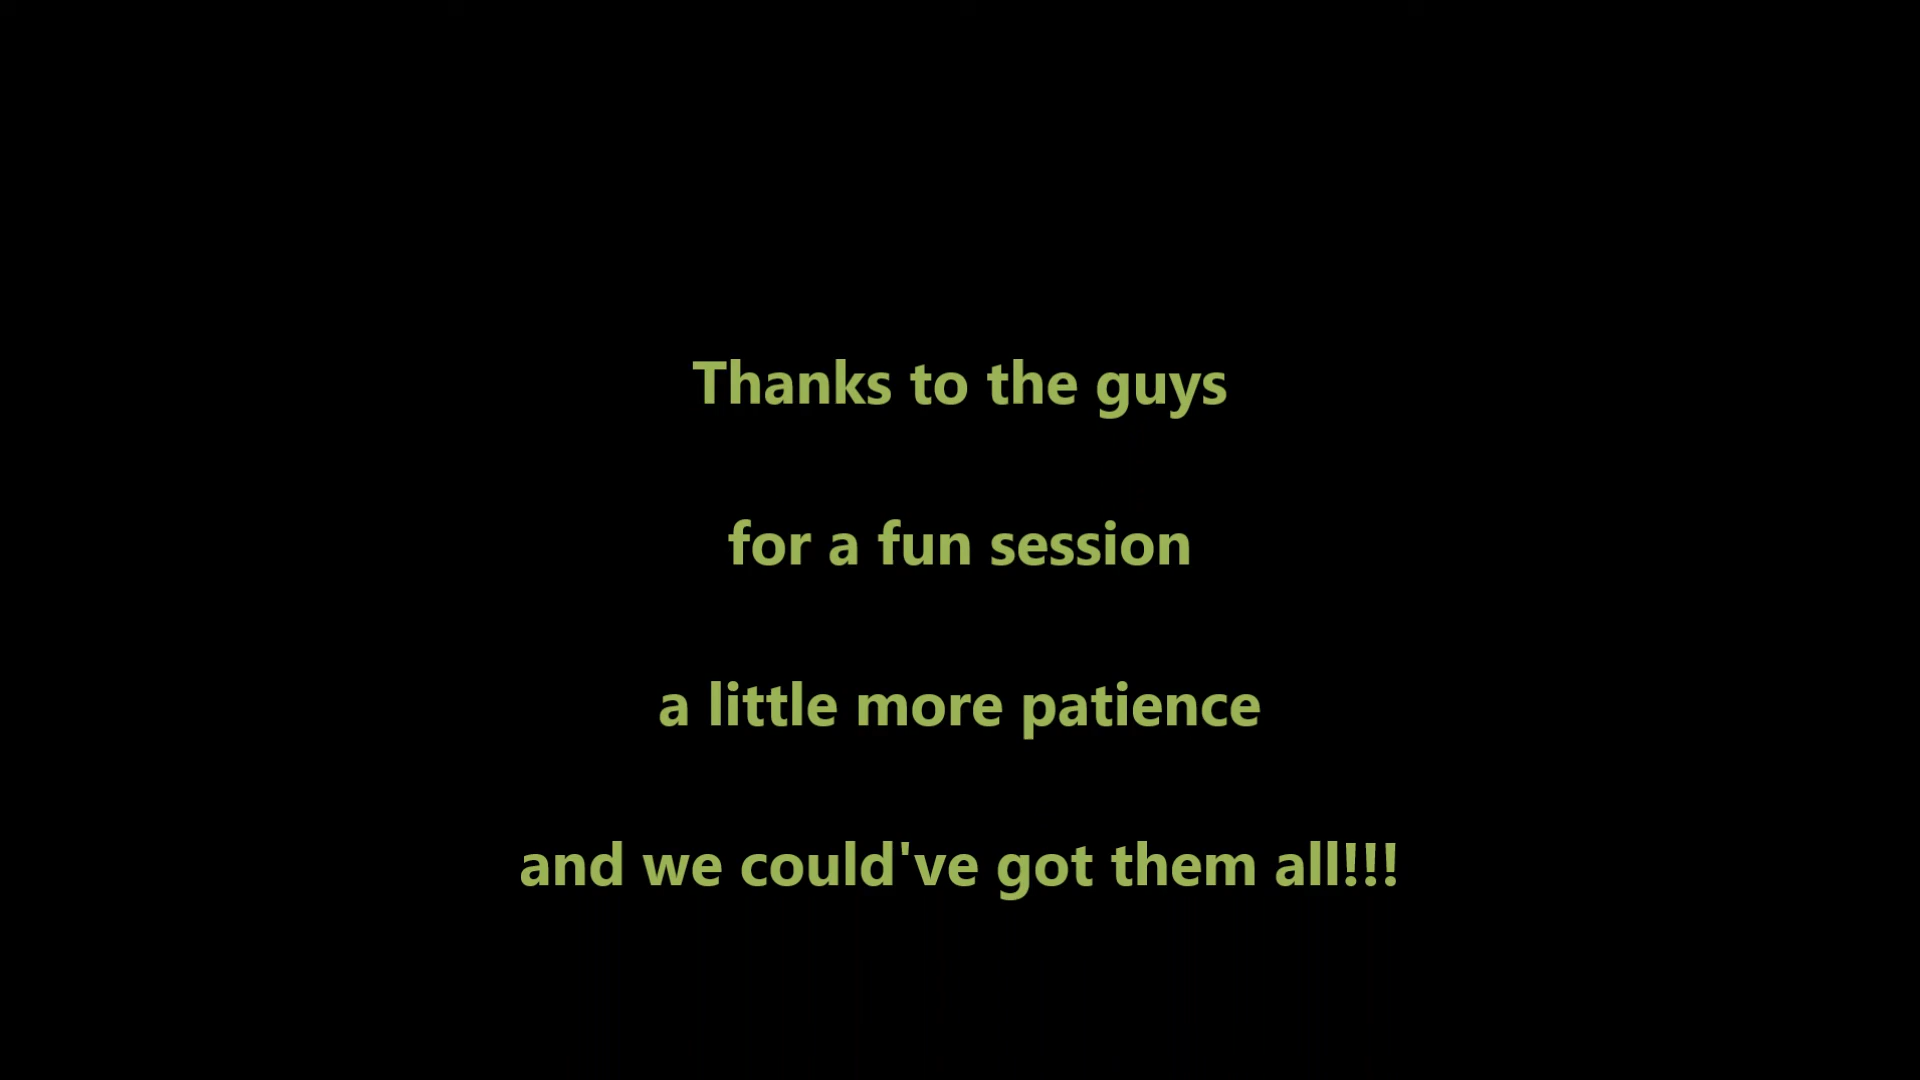 Thanks to the guys
for a fun session
a little more patience
and we could've got them all!!!